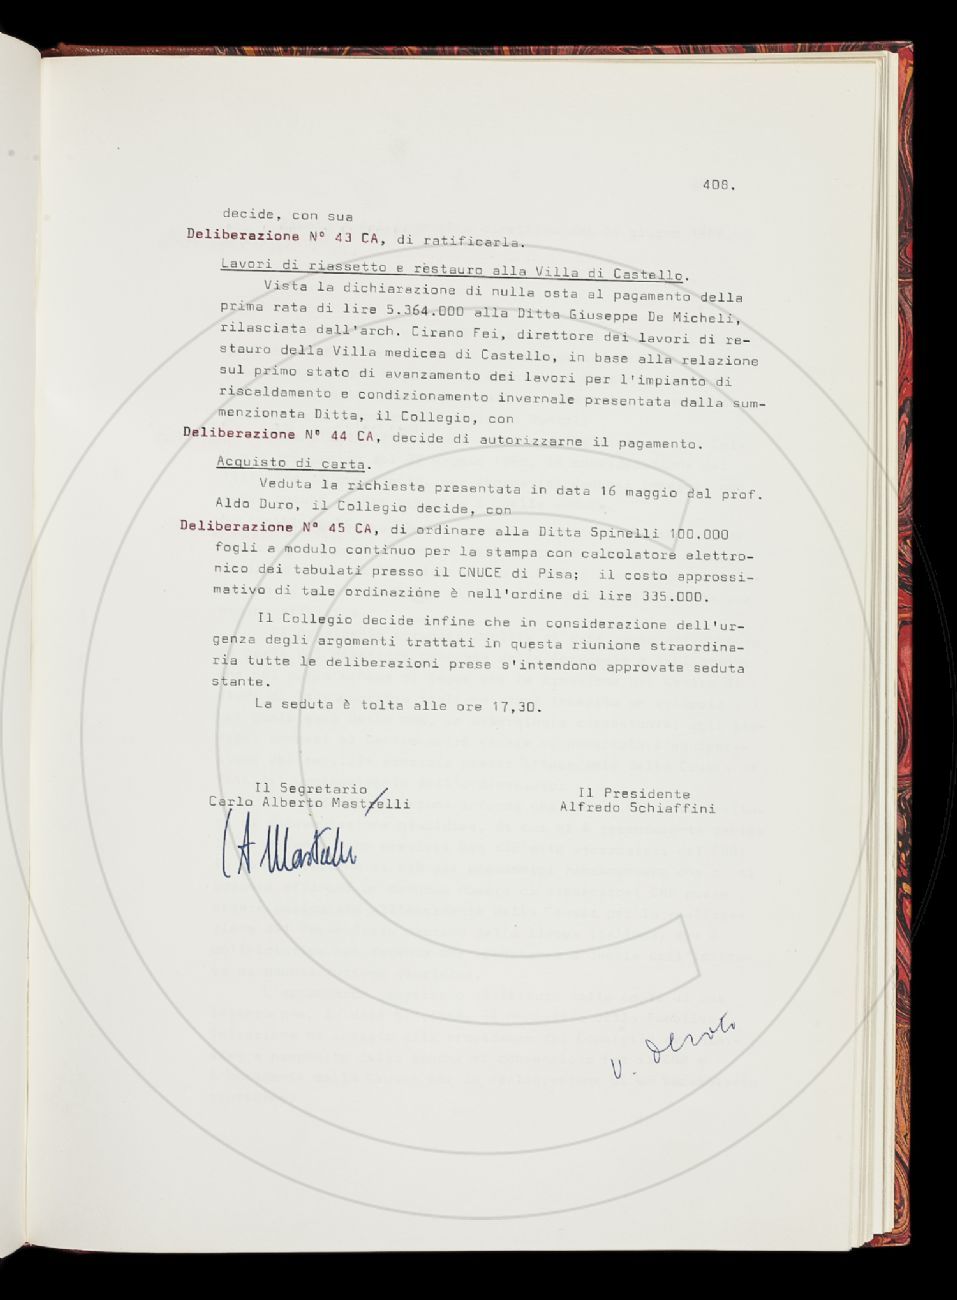 408.
decide, con sua
Deliberazione N° 43 CA, di ratificarla.
Lavori di riassetto e restauro alla Villa di Castello.
Vista la dichiarazione di nulla osta al pagamento della
prima rata di lire 5.364.000 alla Ditta Giuseppe De Micheli,
rilasciata dall'arch. Cirano Fei, direttore dei lavori di re-
stauro della Villa medicea di Castello, in base alla relazione
sul primo stato di avanzamento dei lavori per l'impianto di
riscaldamento e condizionamento invernale presentata dalla sum-
menzionata Ditta, il Collegio, con
Deliberazione N° 44 CA, decide di autorizzarne il pagamento.
Acquisto di carta.
Veduta la richiesta presentata in data 16 maggio dal prof.
Aldo Duro, il Collegio decide, con
Deliberazione N° 45 CA, di ordinare alla Ditta Spinelli 100.000
fogli a modulo continuo per la stampa con calcolatore elettro-
nico dei tabulati presso il CNUCE di Pisa; il costo approssi-
mativo di tale ordinazione è nell'ordine di lire 335.000.
Il Collegio decide infine che in considerazione dell'ur-
genza degli argomenti trattati in questa riunione straordina-
ria tutte le deliberazioni prese s'intendono approvate seduta
stante.
La seduta è tolta alle ore 17,30.
Il Segretario
Carlo Alberto Mastrelli
Il Presidente
Alfredo Schiaffini
CA Mastrelli
V. Devoto